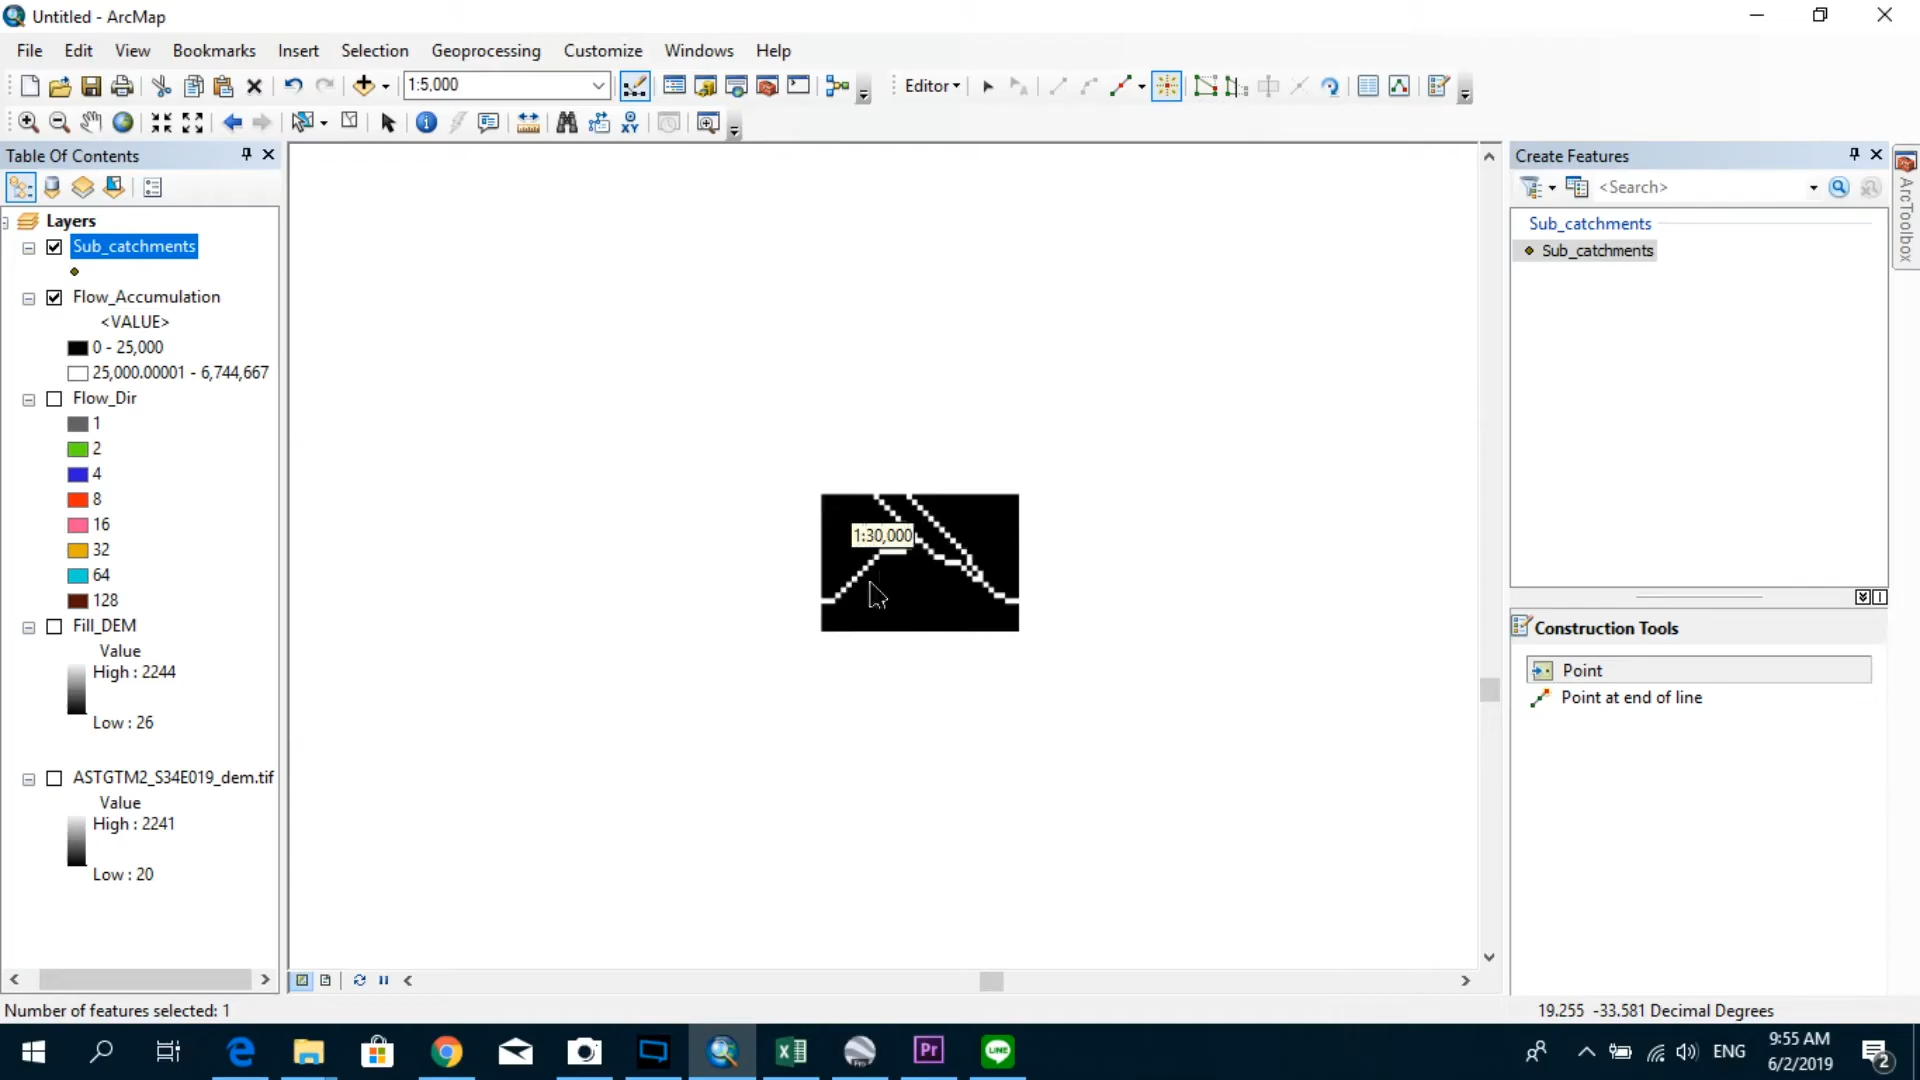 Untitled - ArcMap
File Edit View Bookmarks Insert Selection Geoprocessing Customize Windows Help
1:5,000
Editor
Table Of Contents
Layers
Sub_catchments
Flow_Accumulation
<VALUE>
0 - 25,000
25,000.00001 - 6,744,667
Flow_Dir
1
2
4
8
16
32
64
128
Fill_DEM
Value
High : 2244
Low : 26
ASTGTM2_S34E019_dem.tif
Value
High : 2241
Low : 20
1:30,000
Create Features
<Search>
Sub_catchments
Sub_catchments
Construction Tools
Point
Point at end of line
ArcToolbox
Number of features selected: 1
19.255 -33.581 Decimal Degrees
Pr
LINE
ENG
9:55 AM
6/2/2019
2